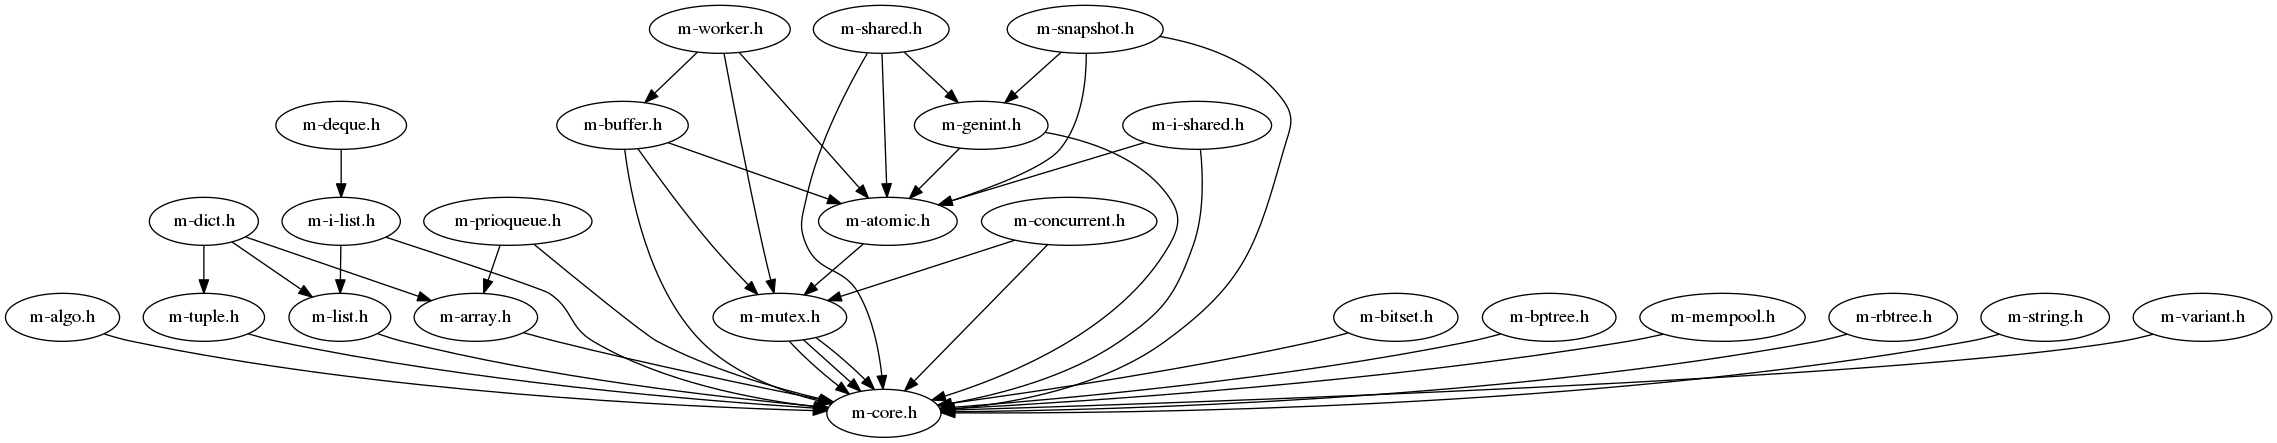 m-worker.h
m-shared.h
m-snapshot.h
m-deque.h
m-buffer.h
m-genint.h
m-i-shared.h
m-dict.h
m-i-list.h
m-prioqueue.h
m-atomic.h
m-concurrent.h
m-algo.h
m-tuple.h
m-list.h
m-array.h
m-mutex.h
m-bitset.h
m-bptree.h
m-mempool.h
m-rbtree.h
m-string.h
m-variant.h
m-core.h